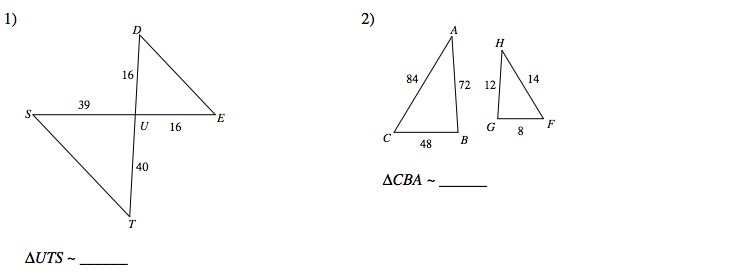 1)
D
16
39
S
U
16
E
40
T
ΔUTS ~ ______
2)
A
H
84
72
12
14
C
48
B
G
8
F
ΔCBA ~ ______